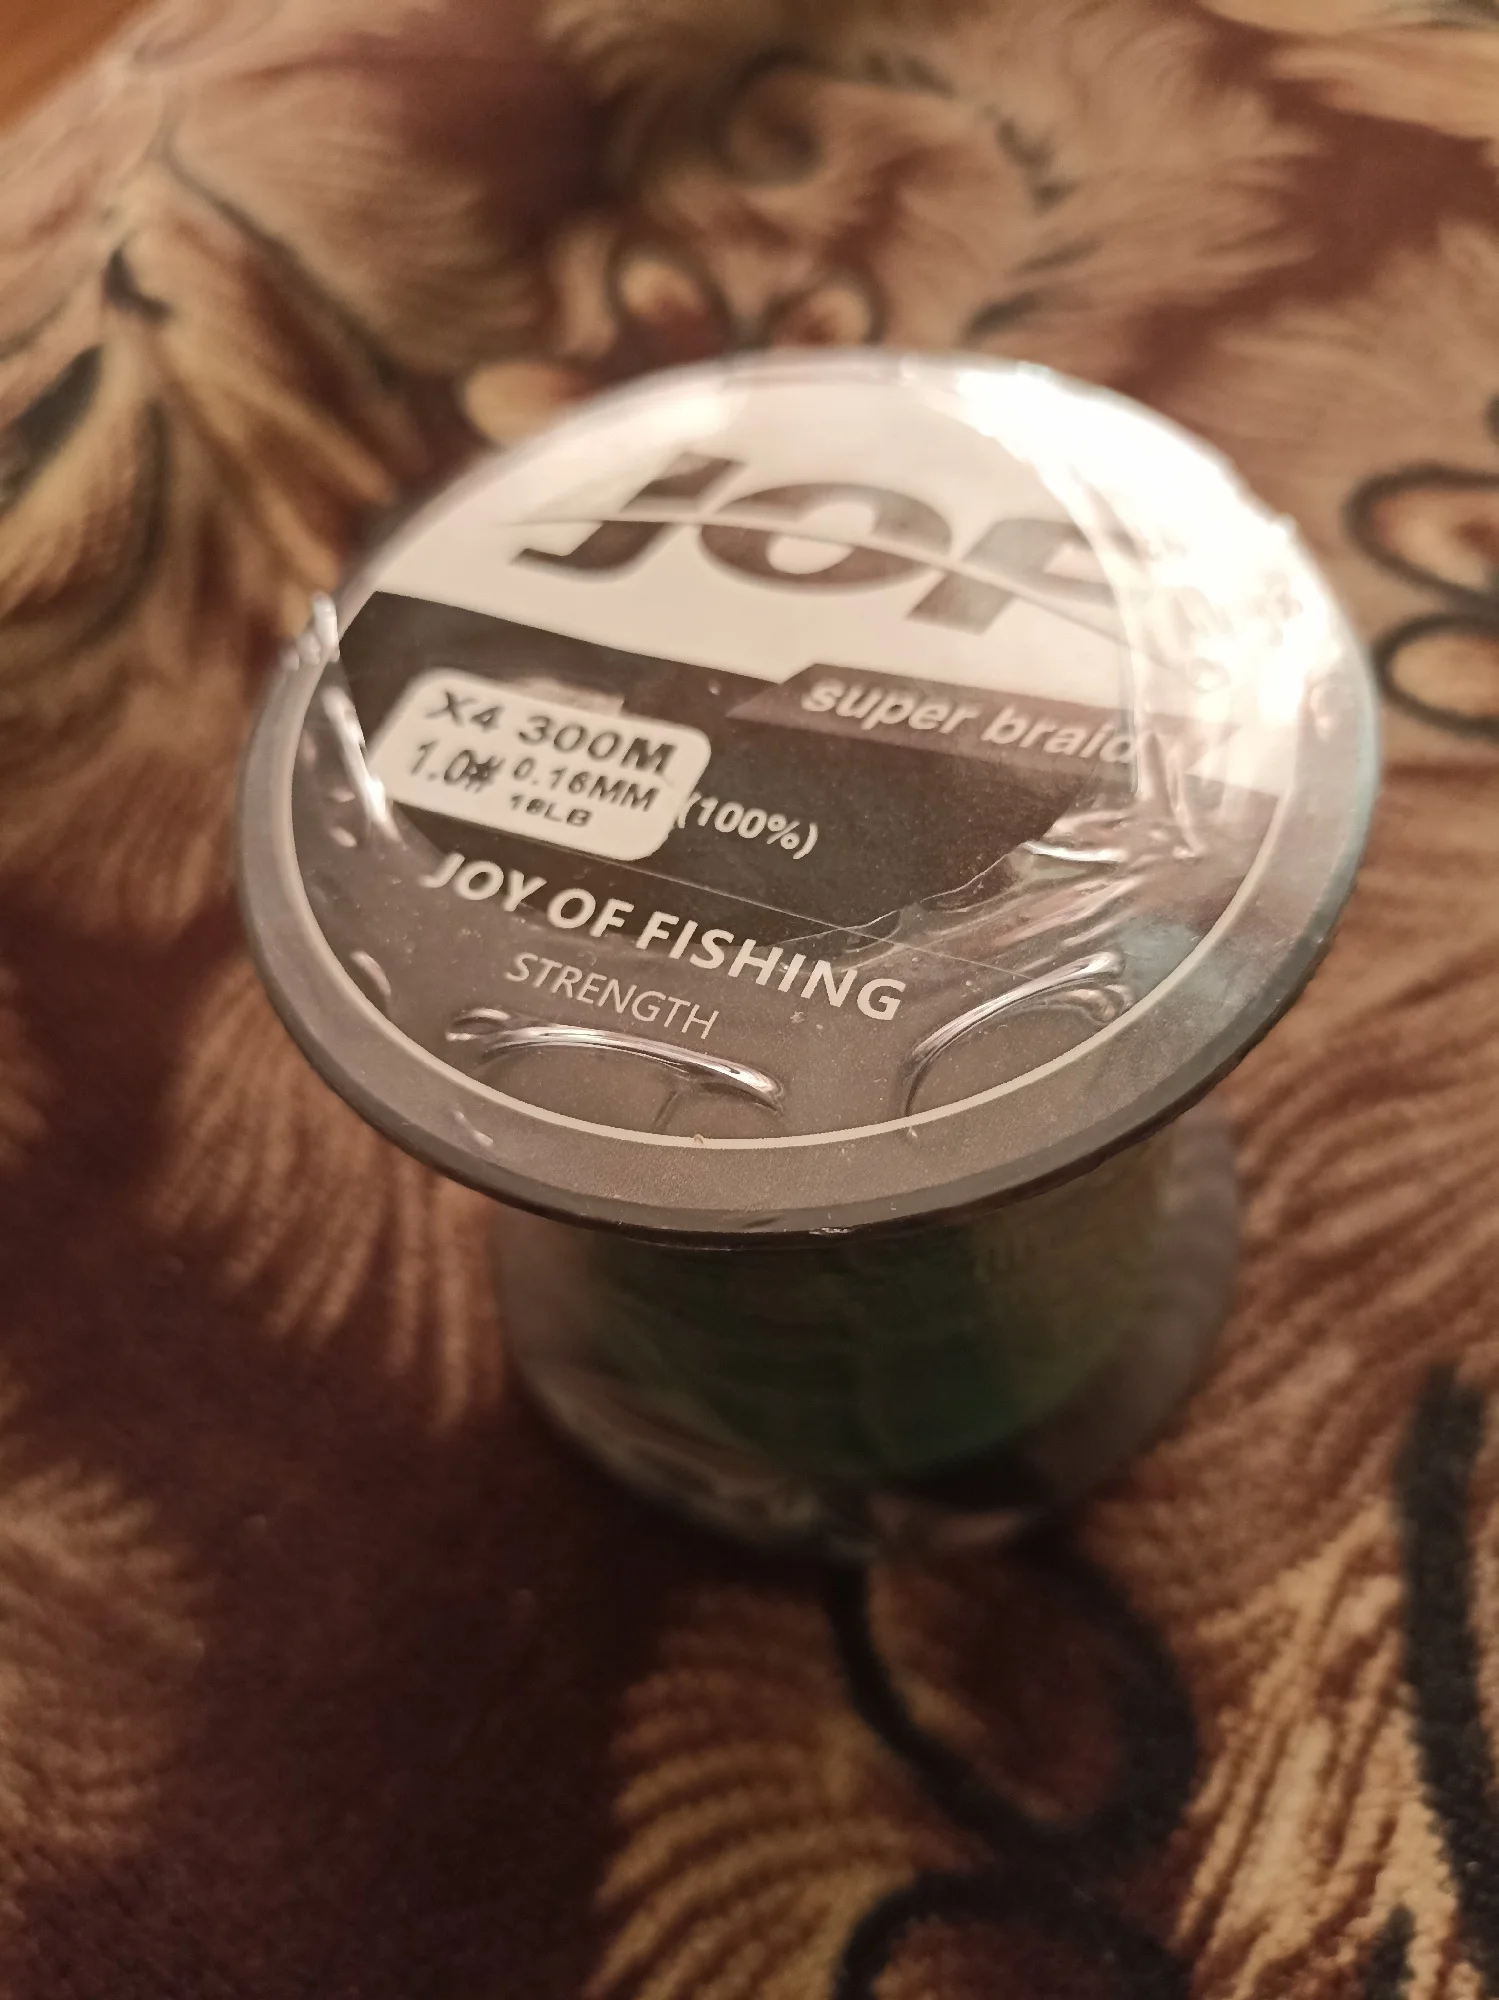 JOF
super braid
X4 300M
1.0# 0.16MM
18LB
(100%)
JOY OF FISHING
STRENGTH